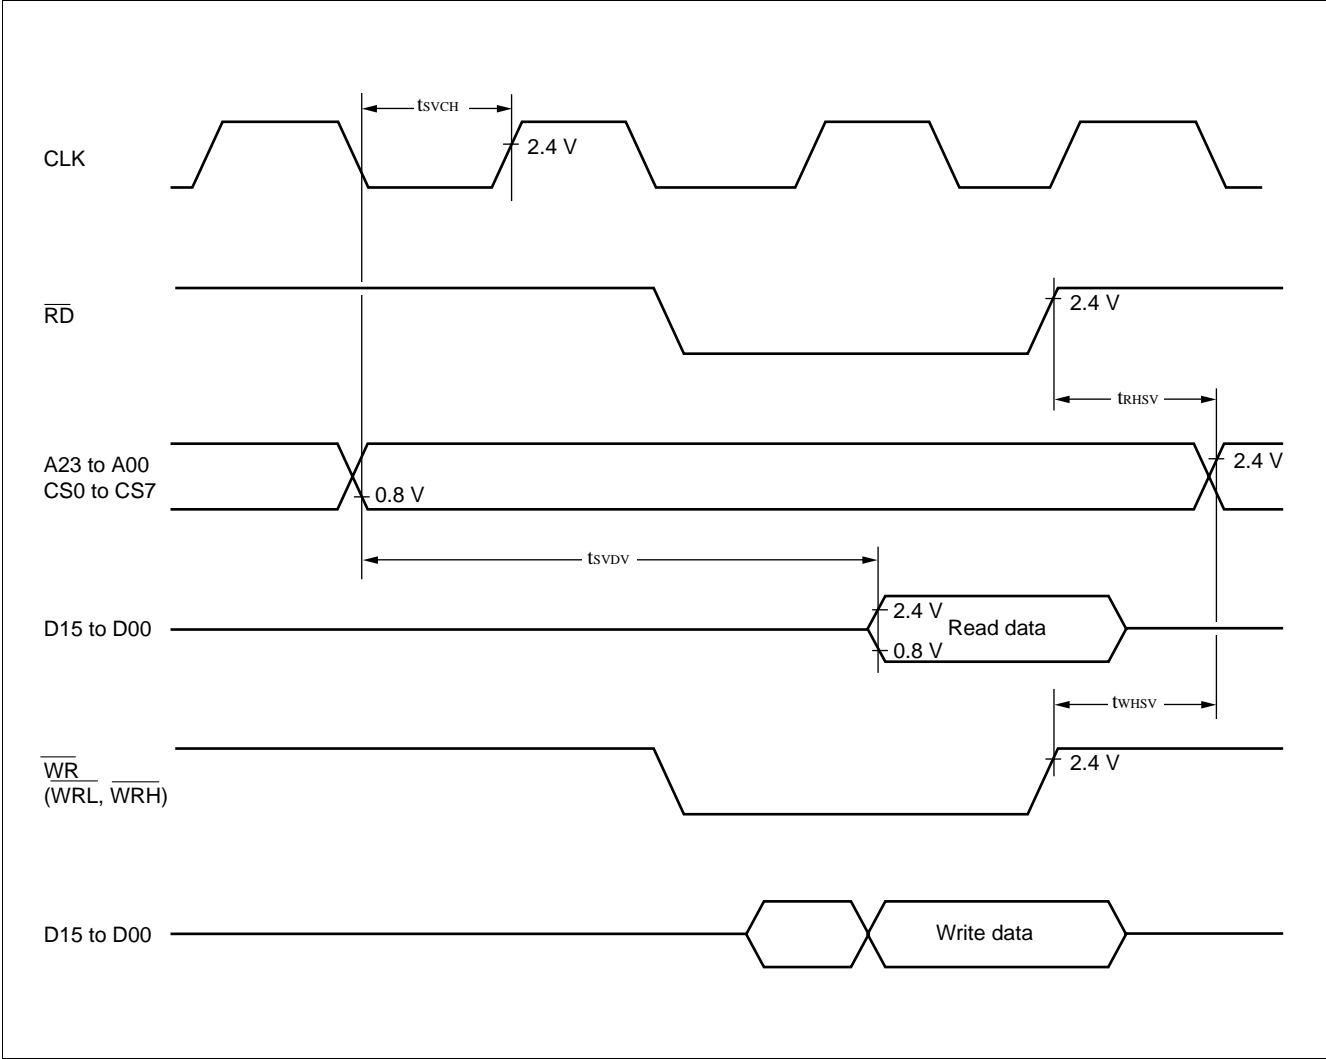 tSVCH
CLK
2.4 V
RD
2.4 V
tRHSV
A23 to A00
CS0 to CS7
2.4 V
0.8 V
tSVDV
D15 to D00
2.4 V
Read data
0.8 V
tWHSV
WR
(WRL, WRH)
2.4 V
D15 to D00
Write data